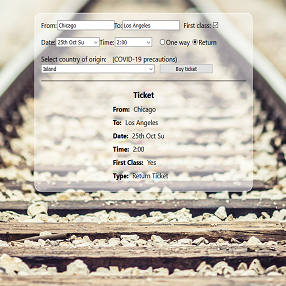 From: Chicago To: Los Angeles First class:
Date: 25th Oct Su Time: 2:00 One way Return
Select country of origin: (COVID-19 precautions)
Island Buy ticket
Ticket
From: Chicago
To: Los Angeles
Date: 25th Oct Su
Time: 2:00
First Class: Yes
Type: Return Ticket